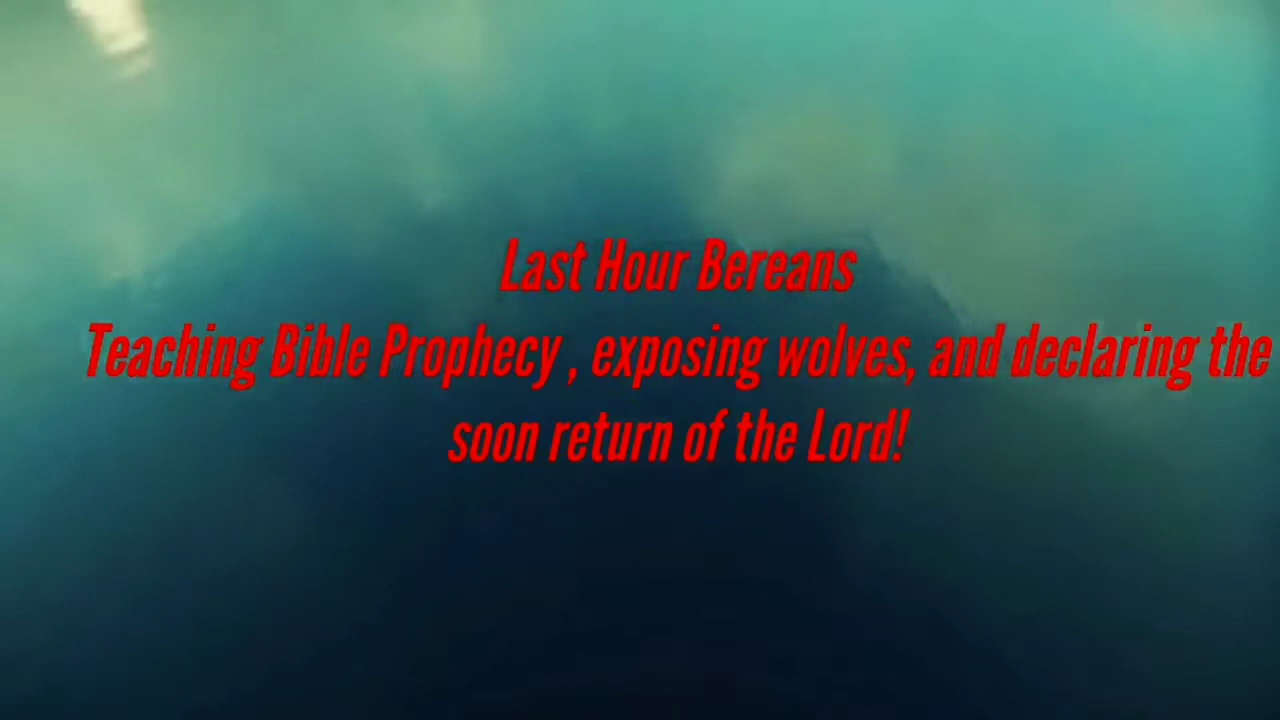 Last Hour Bereans
Teaching Bible Prophecy , exposing wolves, and declaring the
soon return of the Lord!